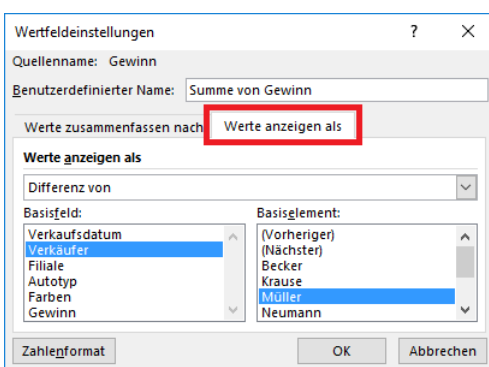 Wertfeldeinstellungen ? ×
Quellenname: Gewinn
Benutzerdefinierter Name: Summe von Gewinn
Werte zusammenfassen nach Werte anzeigen als
Werte anzeigen als
Differenz von
Basisfeld: Basiselement:
Verkaufsdatum (Vorheriger)
Verkäufer (Nächster)
Filiale Becker
Autotyp Krause
Farben Müller
Gewinn Neumann
Zahlenformat OK Abbrechen